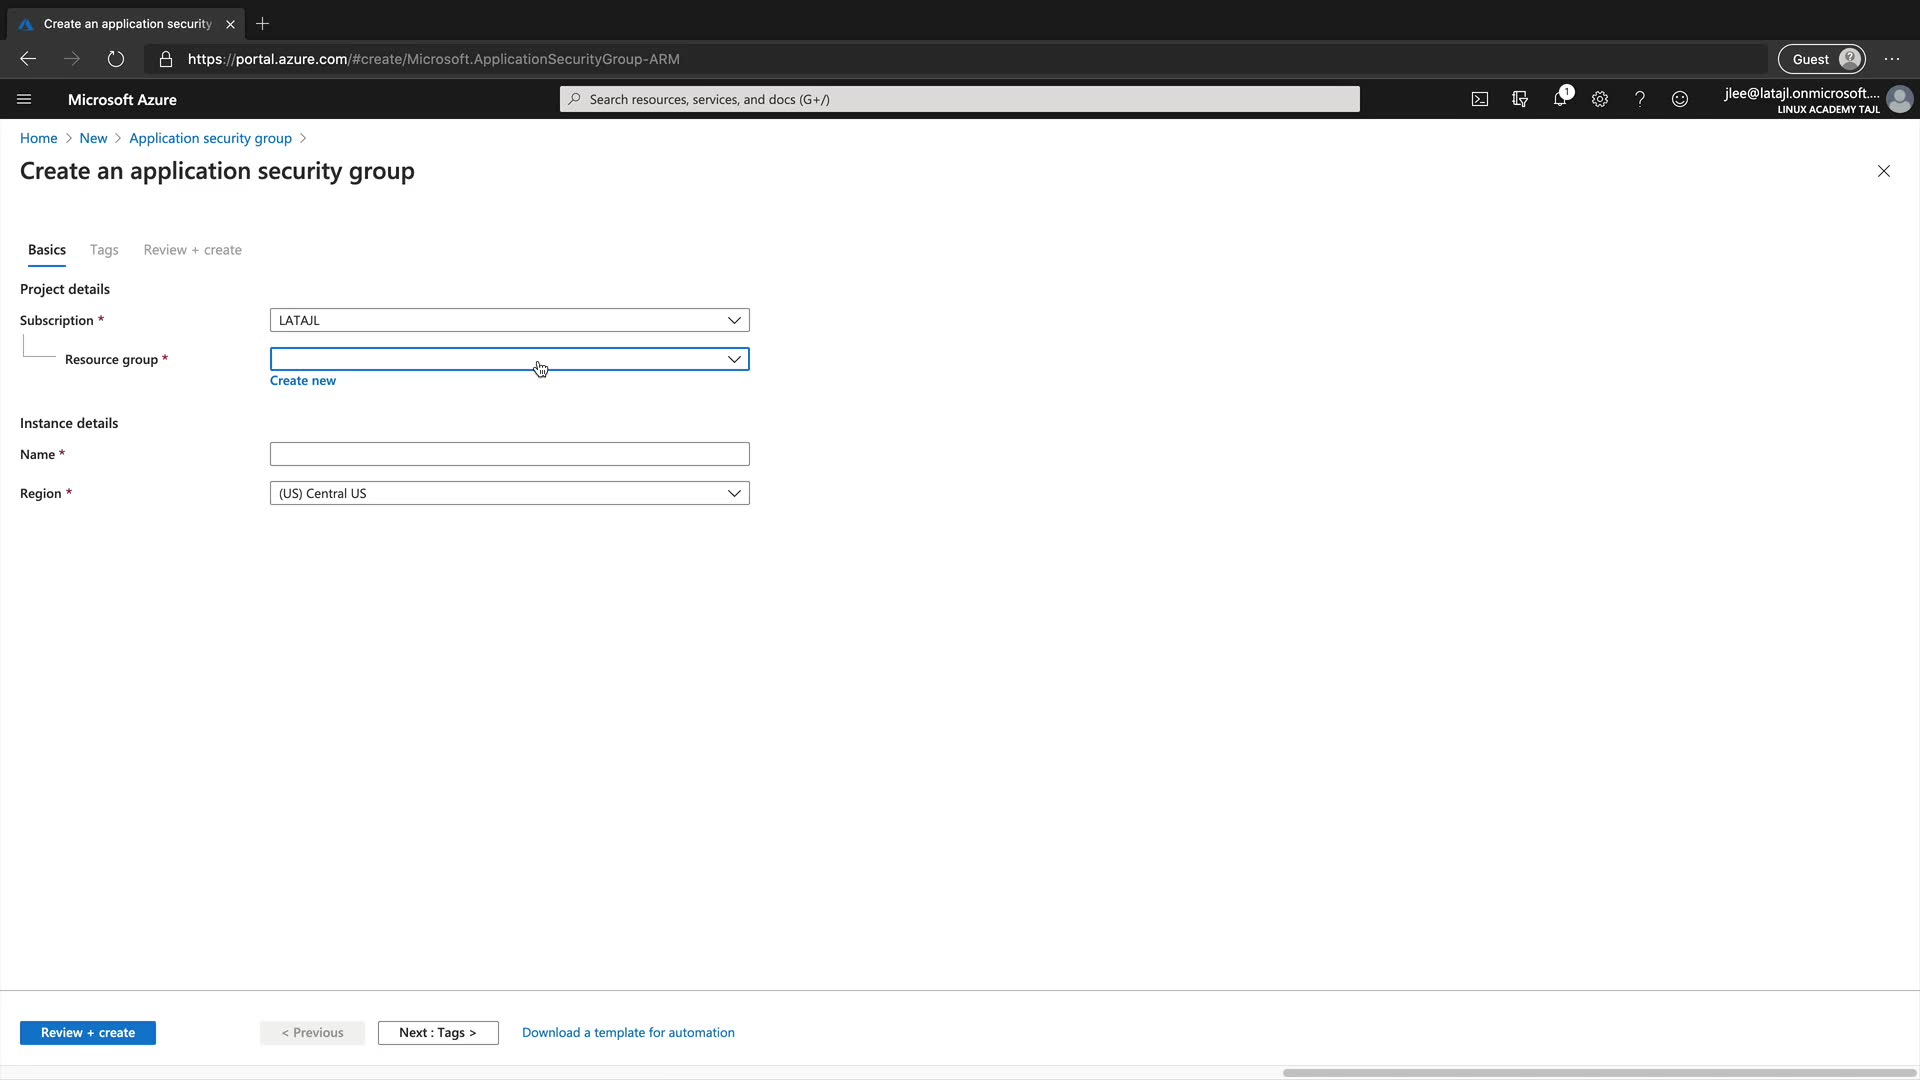 Create an application security
https://portal.azure.com/#create/Microsoft.ApplicationSecurityGroup-ARM
Guest
Microsoft Azure
Search resources, services, and docs (G+/)
1
jlee@latajl.onmicrosoft....
LINUX ACADEMY TAJL
Home > New > Application security group >
Create an application security group
Basics Tags Review + create
Project details
Subscription * LATAJL
Resource group *
Create new
Instance details
Name *
Region * (US) Central US
Review + create < Previous Next : Tags > Download a template for automation